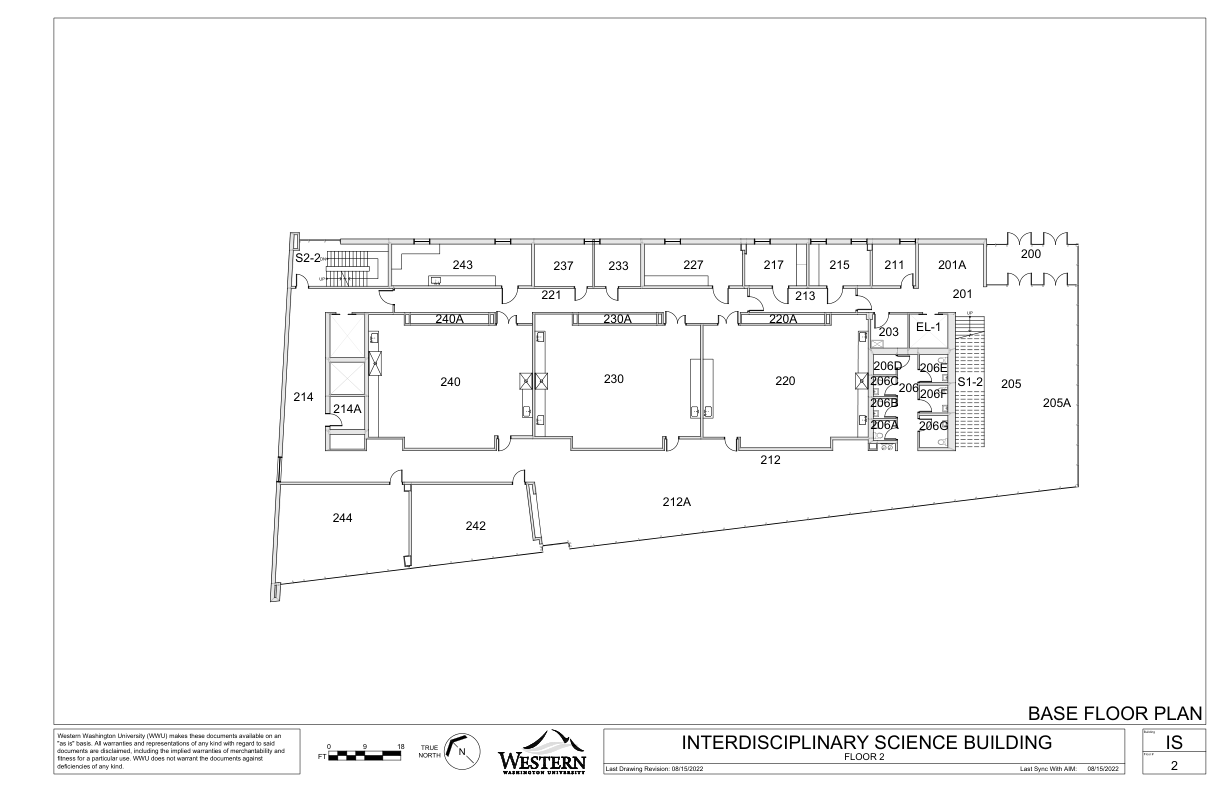 S2-2
DN
UP
243
237
233
227
217
215
211
201A
200
221
213
201
240A
230A
220A
203
EL-1
UP
206D
206E
206C
206
206F
206B
206A
206G
S1-2
205
205A
240
230
220
214
214A
212
212A
244
242
BASE FLOOR PLAN
Western Washington University (WWU) makes these documents available on an
"as is" basis. All warranties and representations of any kind with regard to said
documents are disclaimed, including the implied warranties of merchantability and
fitness for a particular use. WWU does not warrant the documents against
deficiencies of any kind.
0 9 18
FT
TRUE
NORTH
N
WESTERN
WASHINGTON UNIVERSITY
INTERDISCIPLINARY SCIENCE BUILDING
FLOOR 2
Last Drawing Revision: 08/15/2022
Last Sync With AIM: 08/15/2022
Building
IS
Floor
2